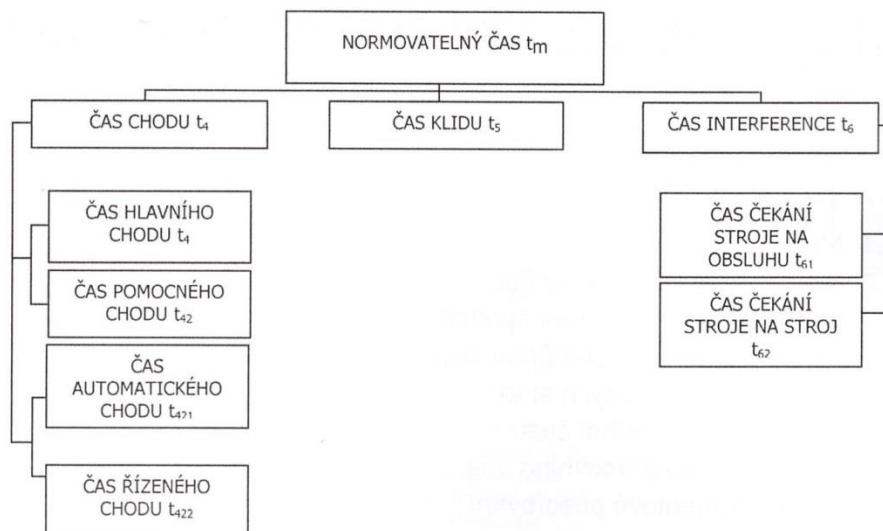 NORMOVATELNÝ ČAS tm
ČAS CHODU t4
ČAS KLIDU t5
ČAS INTERFERENCE t6
ČAS HLAVNÍHO
CHODU t4
ČAS POMOCNÉHO
CHODU t42
ČAS
AUTOMATICKÉHO
CHODU t421
ČAS ŘÍZENÉHO
CHODU t422
ČAS ČEKÁNÍ
STROJE NA
OBSLUHU t61
ČAS ČEKÁNÍ
STROJE NA STROJ
t62